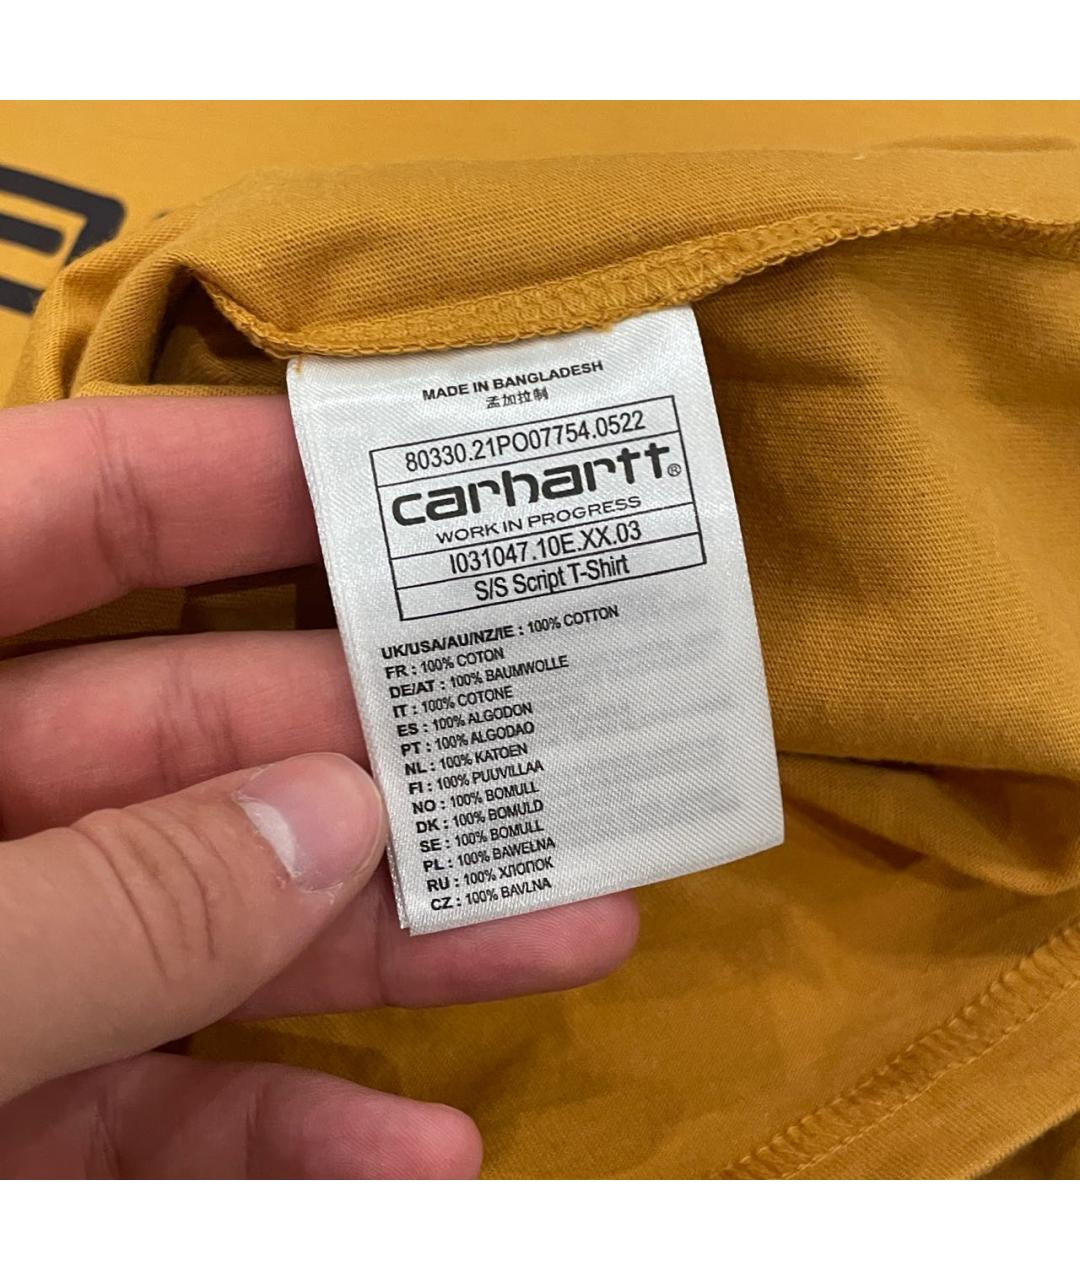 MADE IN BANGLADESH
孟加拉制
80330.21PO07754.0522
carhartt®
WORK IN PROGRESS
I031047.10E.XX.03
S/S Script T-Shirt
UK/USA/AU/NZ/IE : 100% COTTON
FR : 100% COTON
DE/AT : 100% BAUMWOLLE
IT : 100% COTONE
ES : 100% ALGODON
PT : 100% ALGODAO
NL : 100% KATOEN
FI : 100% PUUVILLAA
NO : 100% BOMULL
DK : 100% BOMULD
SE : 100% BOMULL
PL : 100% BAWEŁNA
RU : 100% ХЛОПОК
CZ : 100% BAVLNA